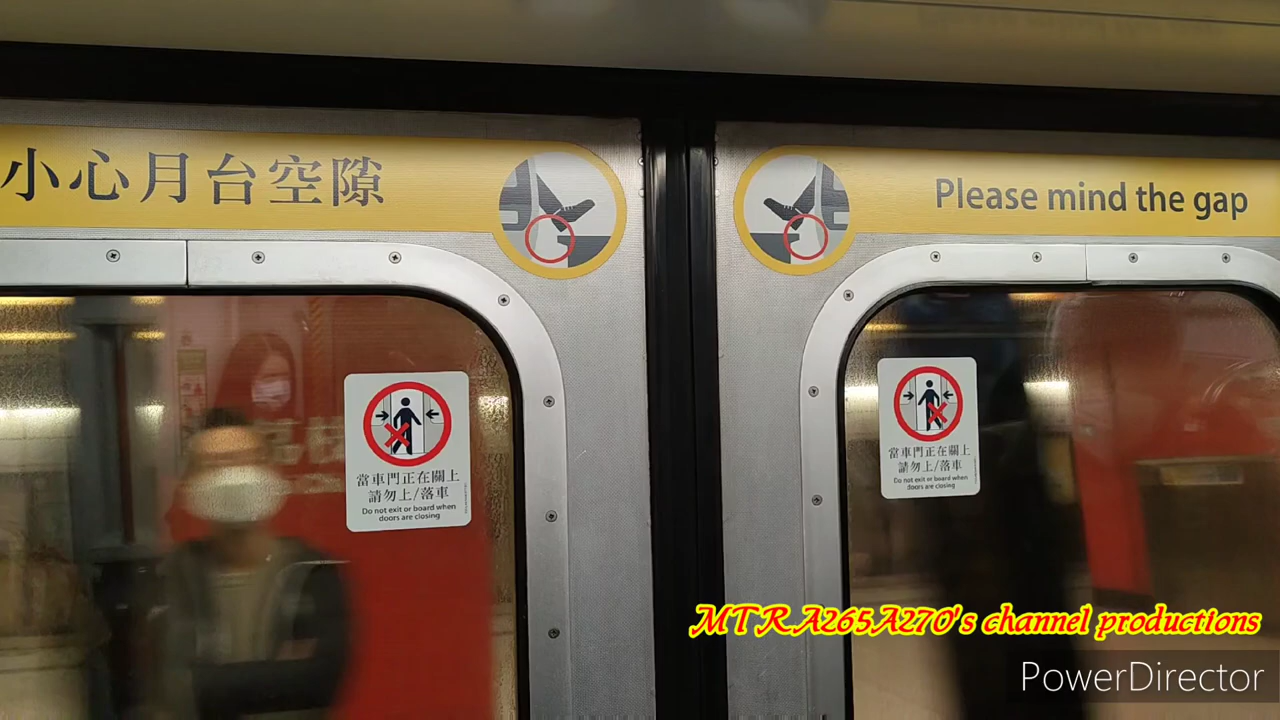 小心月台空隙
Please mind the gap
當車門正在關上
請勿上/落車
Do not exit or board when
doors are closing
當車門正在關上
請勿上/落車
Do not exit or board when
doors are closing
MTR A265A270's channel productions
PowerDirector